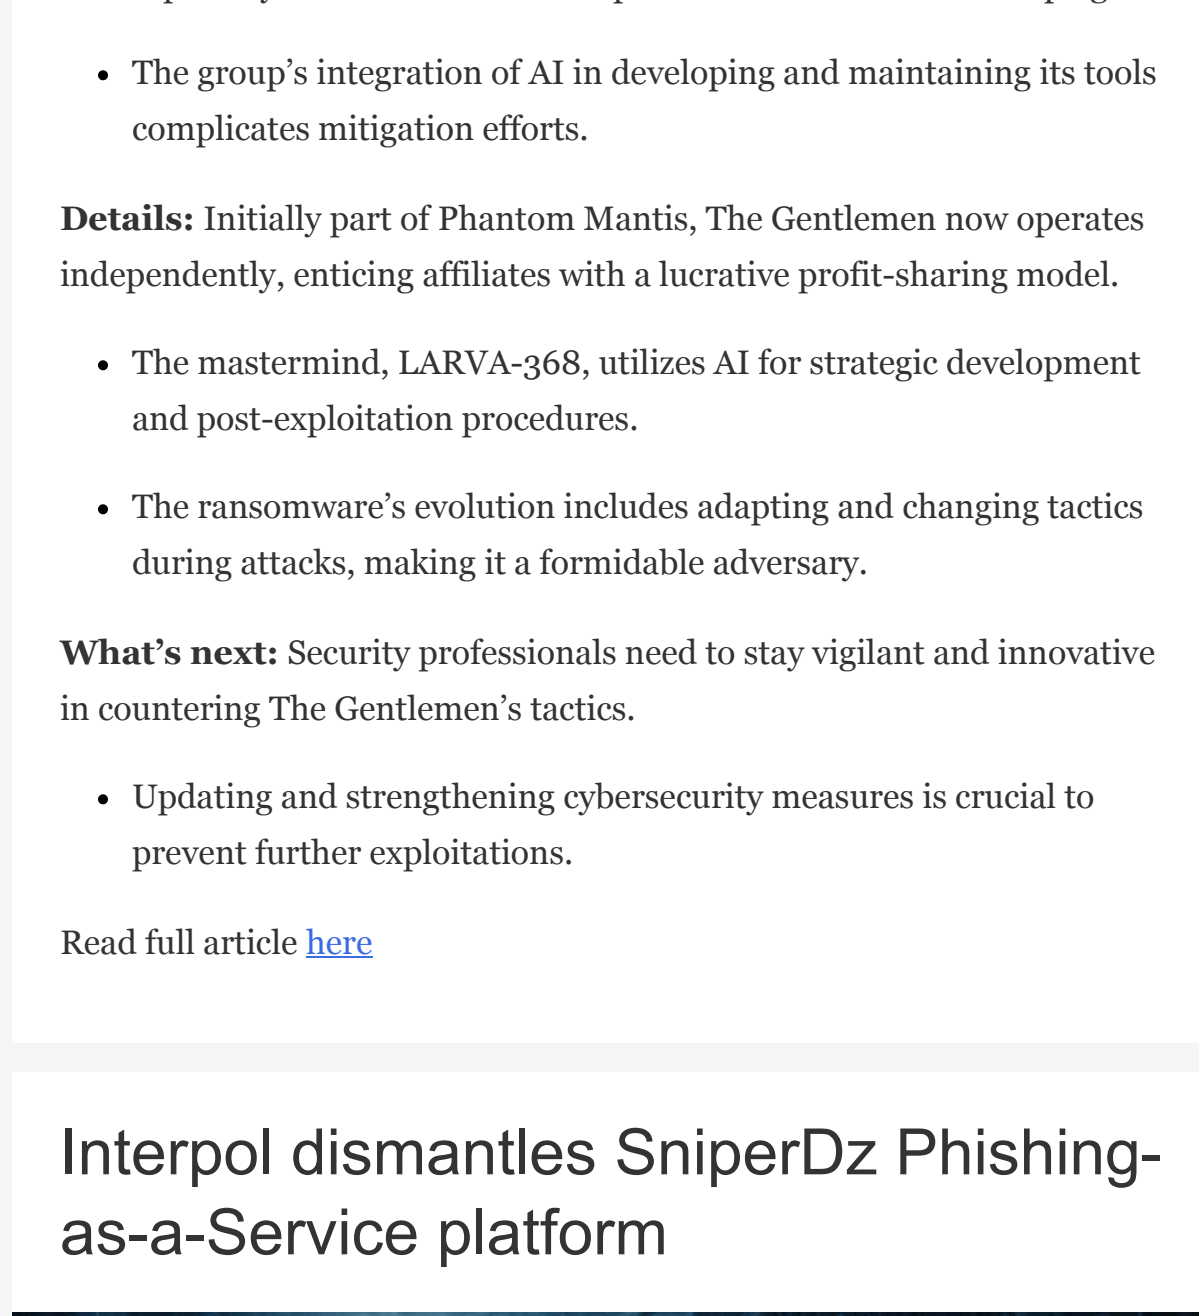 The group’s integration of AI in developing and maintaining its tools
complicates mitigation efforts.
Details: Initially part of Phantom Mantis, The Gentlemen now operates
independently, enticing affiliates with a lucrative profit-sharing model.
The mastermind, LARVA-368, utilizes AI for strategic development
and post-exploitation procedures.
The ransomware’s evolution includes adapting and changing tactics
during attacks, making it a formidable adversary.
What’s next: Security professionals need to stay vigilant and innovative
in countering The Gentlemen’s tactics.
Updating and strengthening cybersecurity measures is crucial to
prevent further exploitations.
Read full article here
Interpol dismantles SniperDz Phishing-
as-a-Service platform